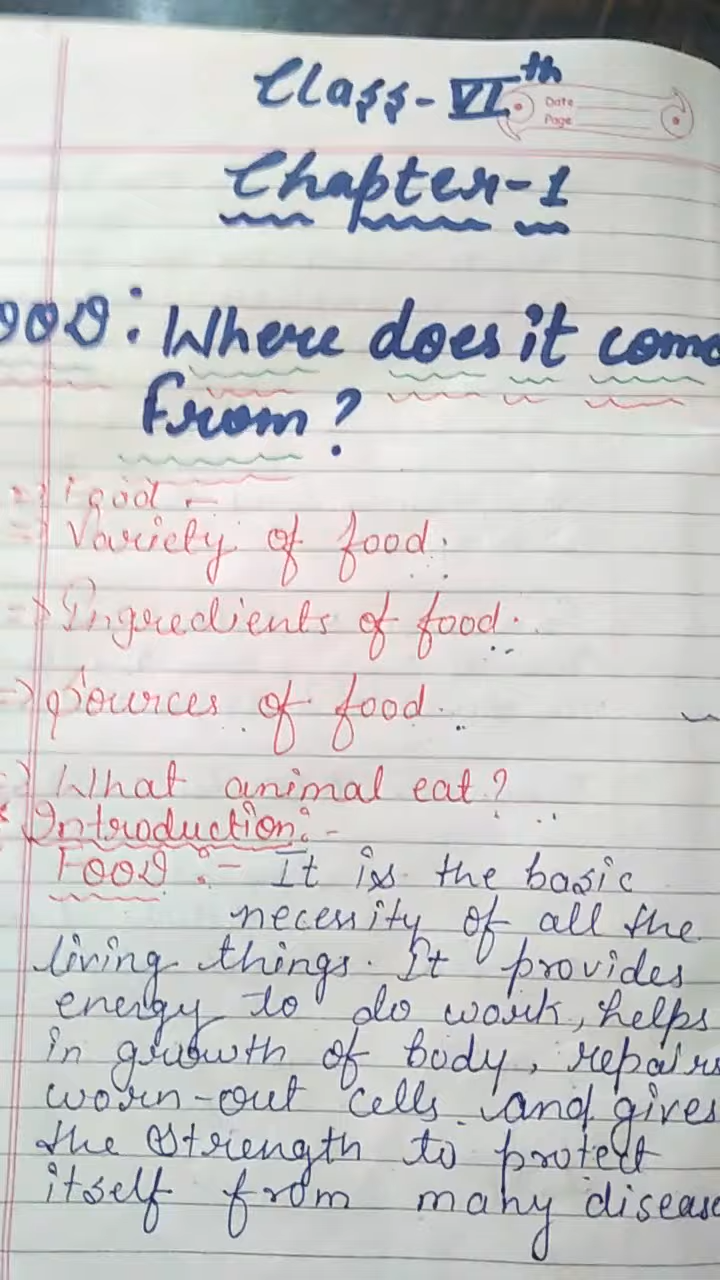 Class-VI th
Date
Page
Chapter-1
OOD: Where does it come
From?
=> Food -
=> Variety of food.
=> Ingredients of food.
=> Sources of food.
=> What animal eat?
* Introduction:-
FOOD :- It is the basic
necessity of all the
living things. It provides
energy to do work, helps
in growth of body, repairs
worn-out cells and gives
the strength to protect
itself from many disease